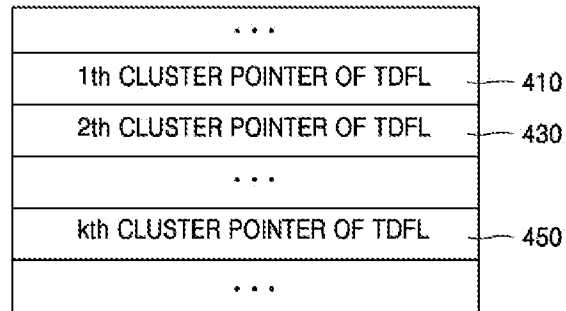 ...
1th CLUSTER POINTER OF TDFL 410
2th CLUSTER POINTER OF TDFL 430
...
kth CLUSTER POINTER OF TDFL 450
...